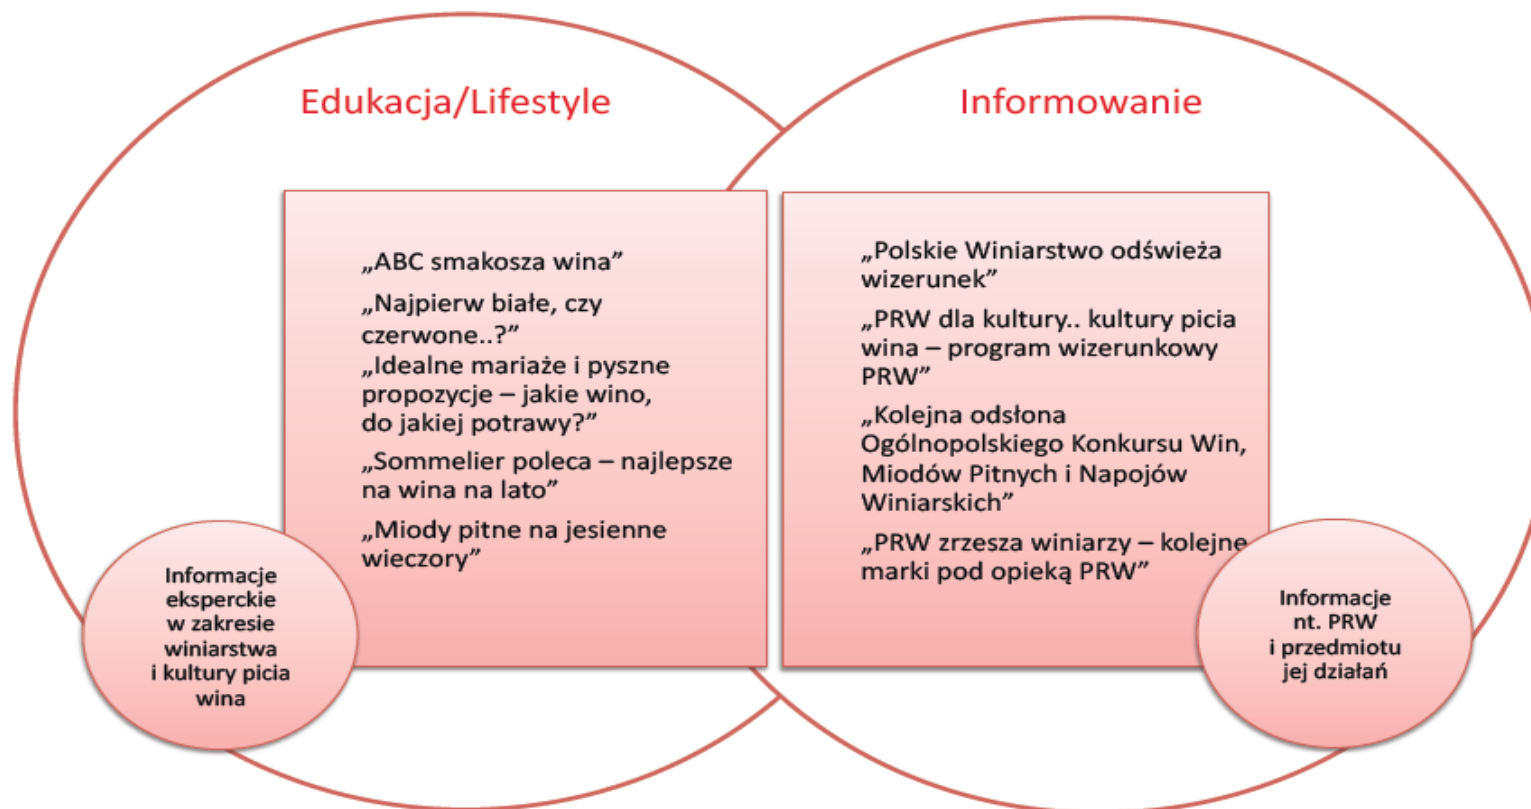 Edukacja/Lifestyle
„ABC smakosza wina”
„Najpierw białe, czy
czerwone..?”
„Idealne mariaże i pyszne
propozycje – jakie wino,
do jakiej potrawy?”
„Sommelier poleca – najlepsze
na wina na lato”
„Miody pitne na jesienne
wieczory”
Informacje
eksperckie
w zakresie
winiarstwa
i kultury picia
wina
Informowanie
„Polskie Winiarstwo odświeża
wizerunek”
„PRW dla kultury.. kultury picia
wina – program wizerunkowy
PRW”
„Kolejna odsłona
Ogólnopolskiego Konkursu Win,
Miodów Pitnych i Napojów
Winiarskich”
„PRW zrzesza winiarzy – kolejne
marki pod opieką PRW”
Informacje
nt. PRW
i przedmiotu
jej działań